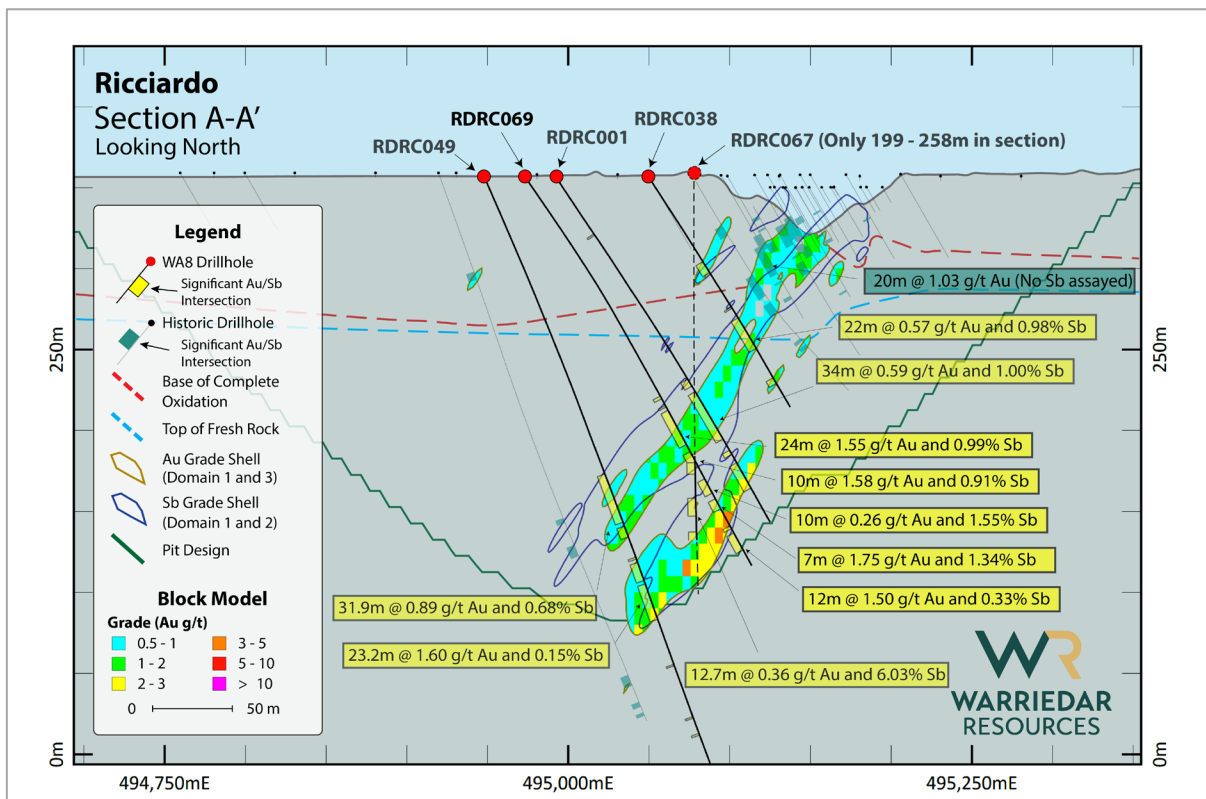 Ricciardo
Section A-A’
Looking North
RDRC049
RDRC069
RDRC001
RDRC038
RDRC067 (Only 199 - 258m in section)
Legend
WA8 Drillhole
Significant Au/Sb
Intersection
Historic Drillhole
Significant Au/Sb
Intersection
Base of Complete
Oxidation
Top of Fresh Rock
Au Grade Shell
(Domain 1 and 3)
Sb Grade Shell
(Domain 1 and 2)
Pit Design
Block Model
Grade (Au g/t)
0.5 - 1
3 - 5
1 - 2
5 - 10
2 - 3
> 10
0
50 m
20m @ 1.03 g/t Au (No Sb assayed)
22m @ 0.57 g/t Au and 0.98% Sb
34m @ 0.59 g/t Au and 1.00% Sb
24m @ 1.55 g/t Au and 0.99% Sb
10m @ 1.58 g/t Au and 0.91% Sb
10m @ 0.26 g/t Au and 1.55% Sb
7m @ 1.75 g/t Au and 1.34% Sb
12m @ 1.50 g/t Au and 0.33% Sb
31.9m @ 0.89 g/t Au and 0.68% Sb
23.2m @ 1.60 g/t Au and 0.15% Sb
12.7m @ 0.36 g/t Au and 6.03% Sb
WR
WARRIEDAR
RESOURCES
250m
250m
0m
0m
494,750mE
495,000mE
495,250mE